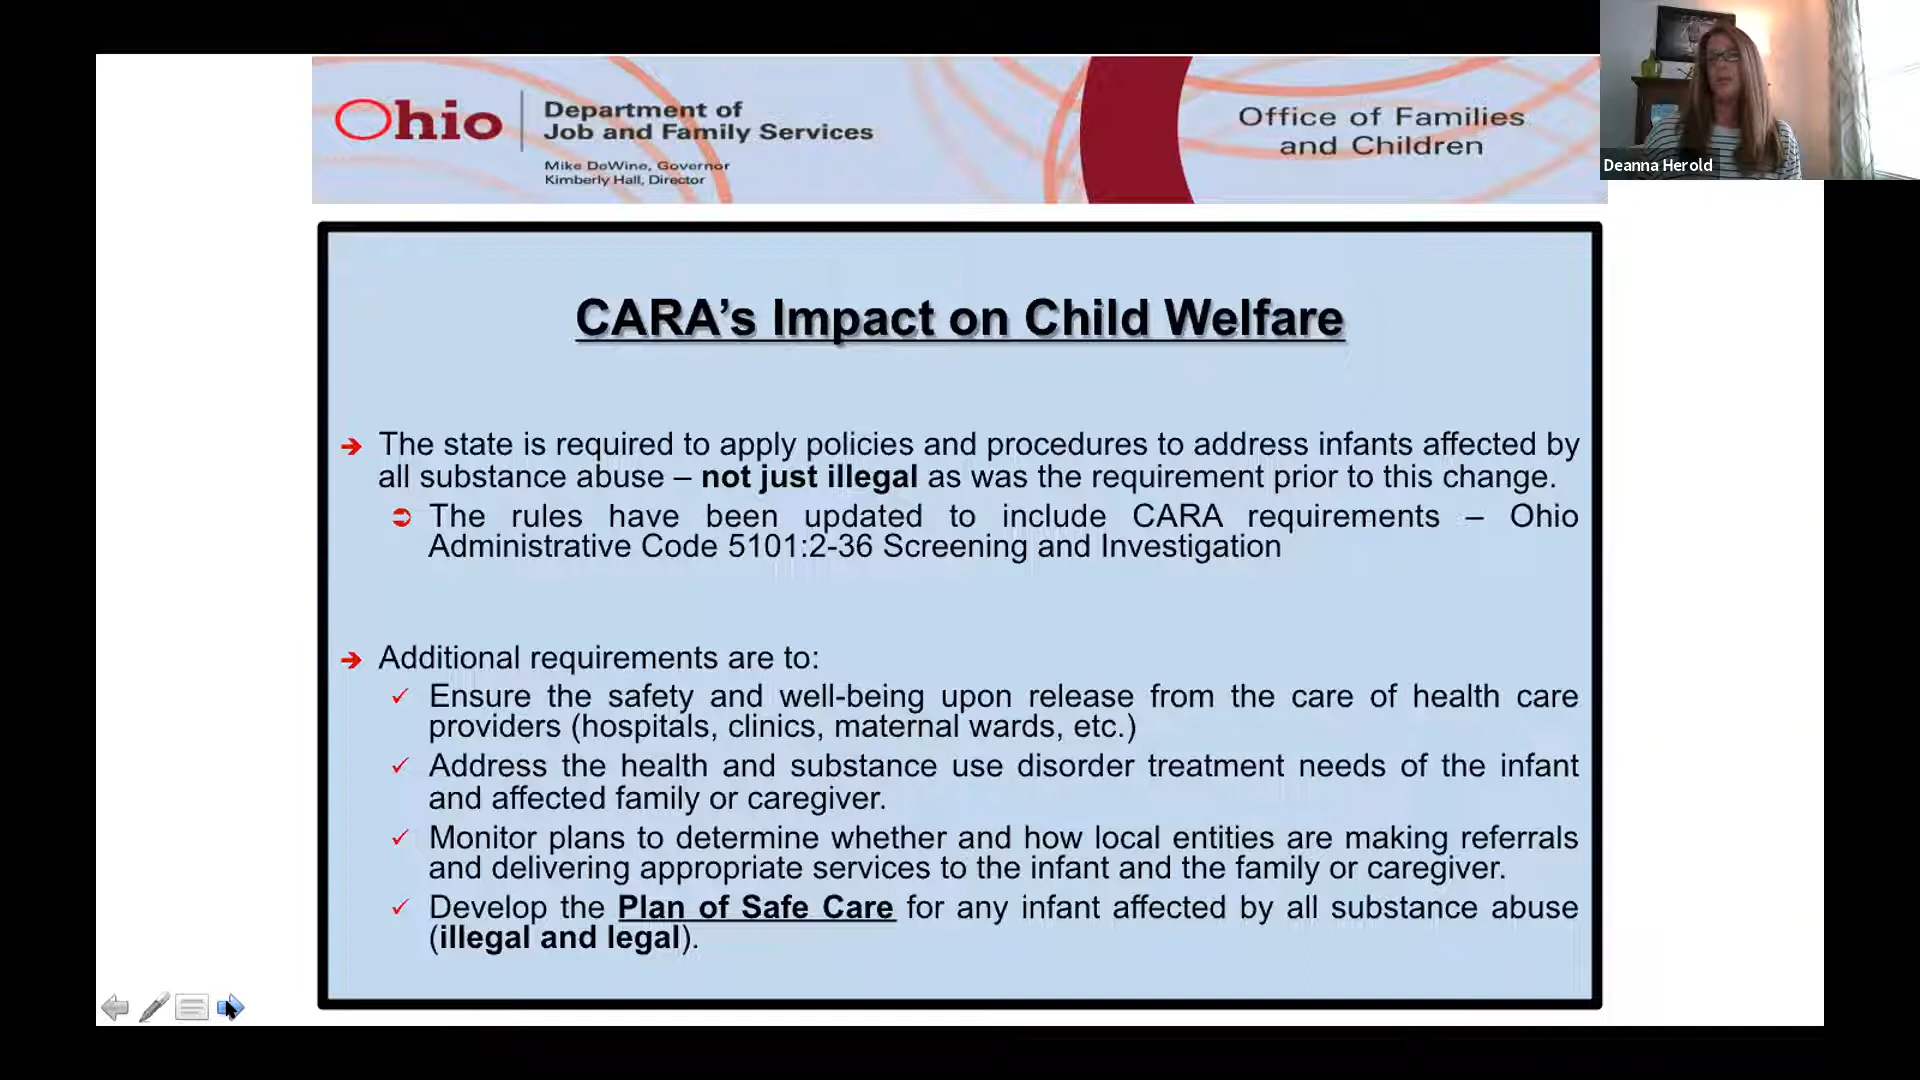 Ohio
Department of
Job and Family Services
Mike DeWine, Governor
Kimberly Hall, Director
Office of Families
and Children
Deanna Herold
CARA’s Impact on Child Welfare
The state is required to apply policies and procedures to address infants affected by
all substance abuse – not just illegal as was the requirement prior to this change.
The rules have been updated to include CARA requirements – Ohio
Administrative Code 5101:2-36 Screening and Investigation
Additional requirements are to:
Ensure the safety and well-being upon release from the care of health care
providers (hospitals, clinics, maternal wards, etc.)
Address the health and substance use disorder treatment needs of the infant
and affected family or caregiver.
Monitor plans to determine whether and how local entities are making referrals
and delivering appropriate services to the infant and the family or caregiver.
Develop the Plan of Safe Care for any infant affected by all substance abuse
(illegal and legal).